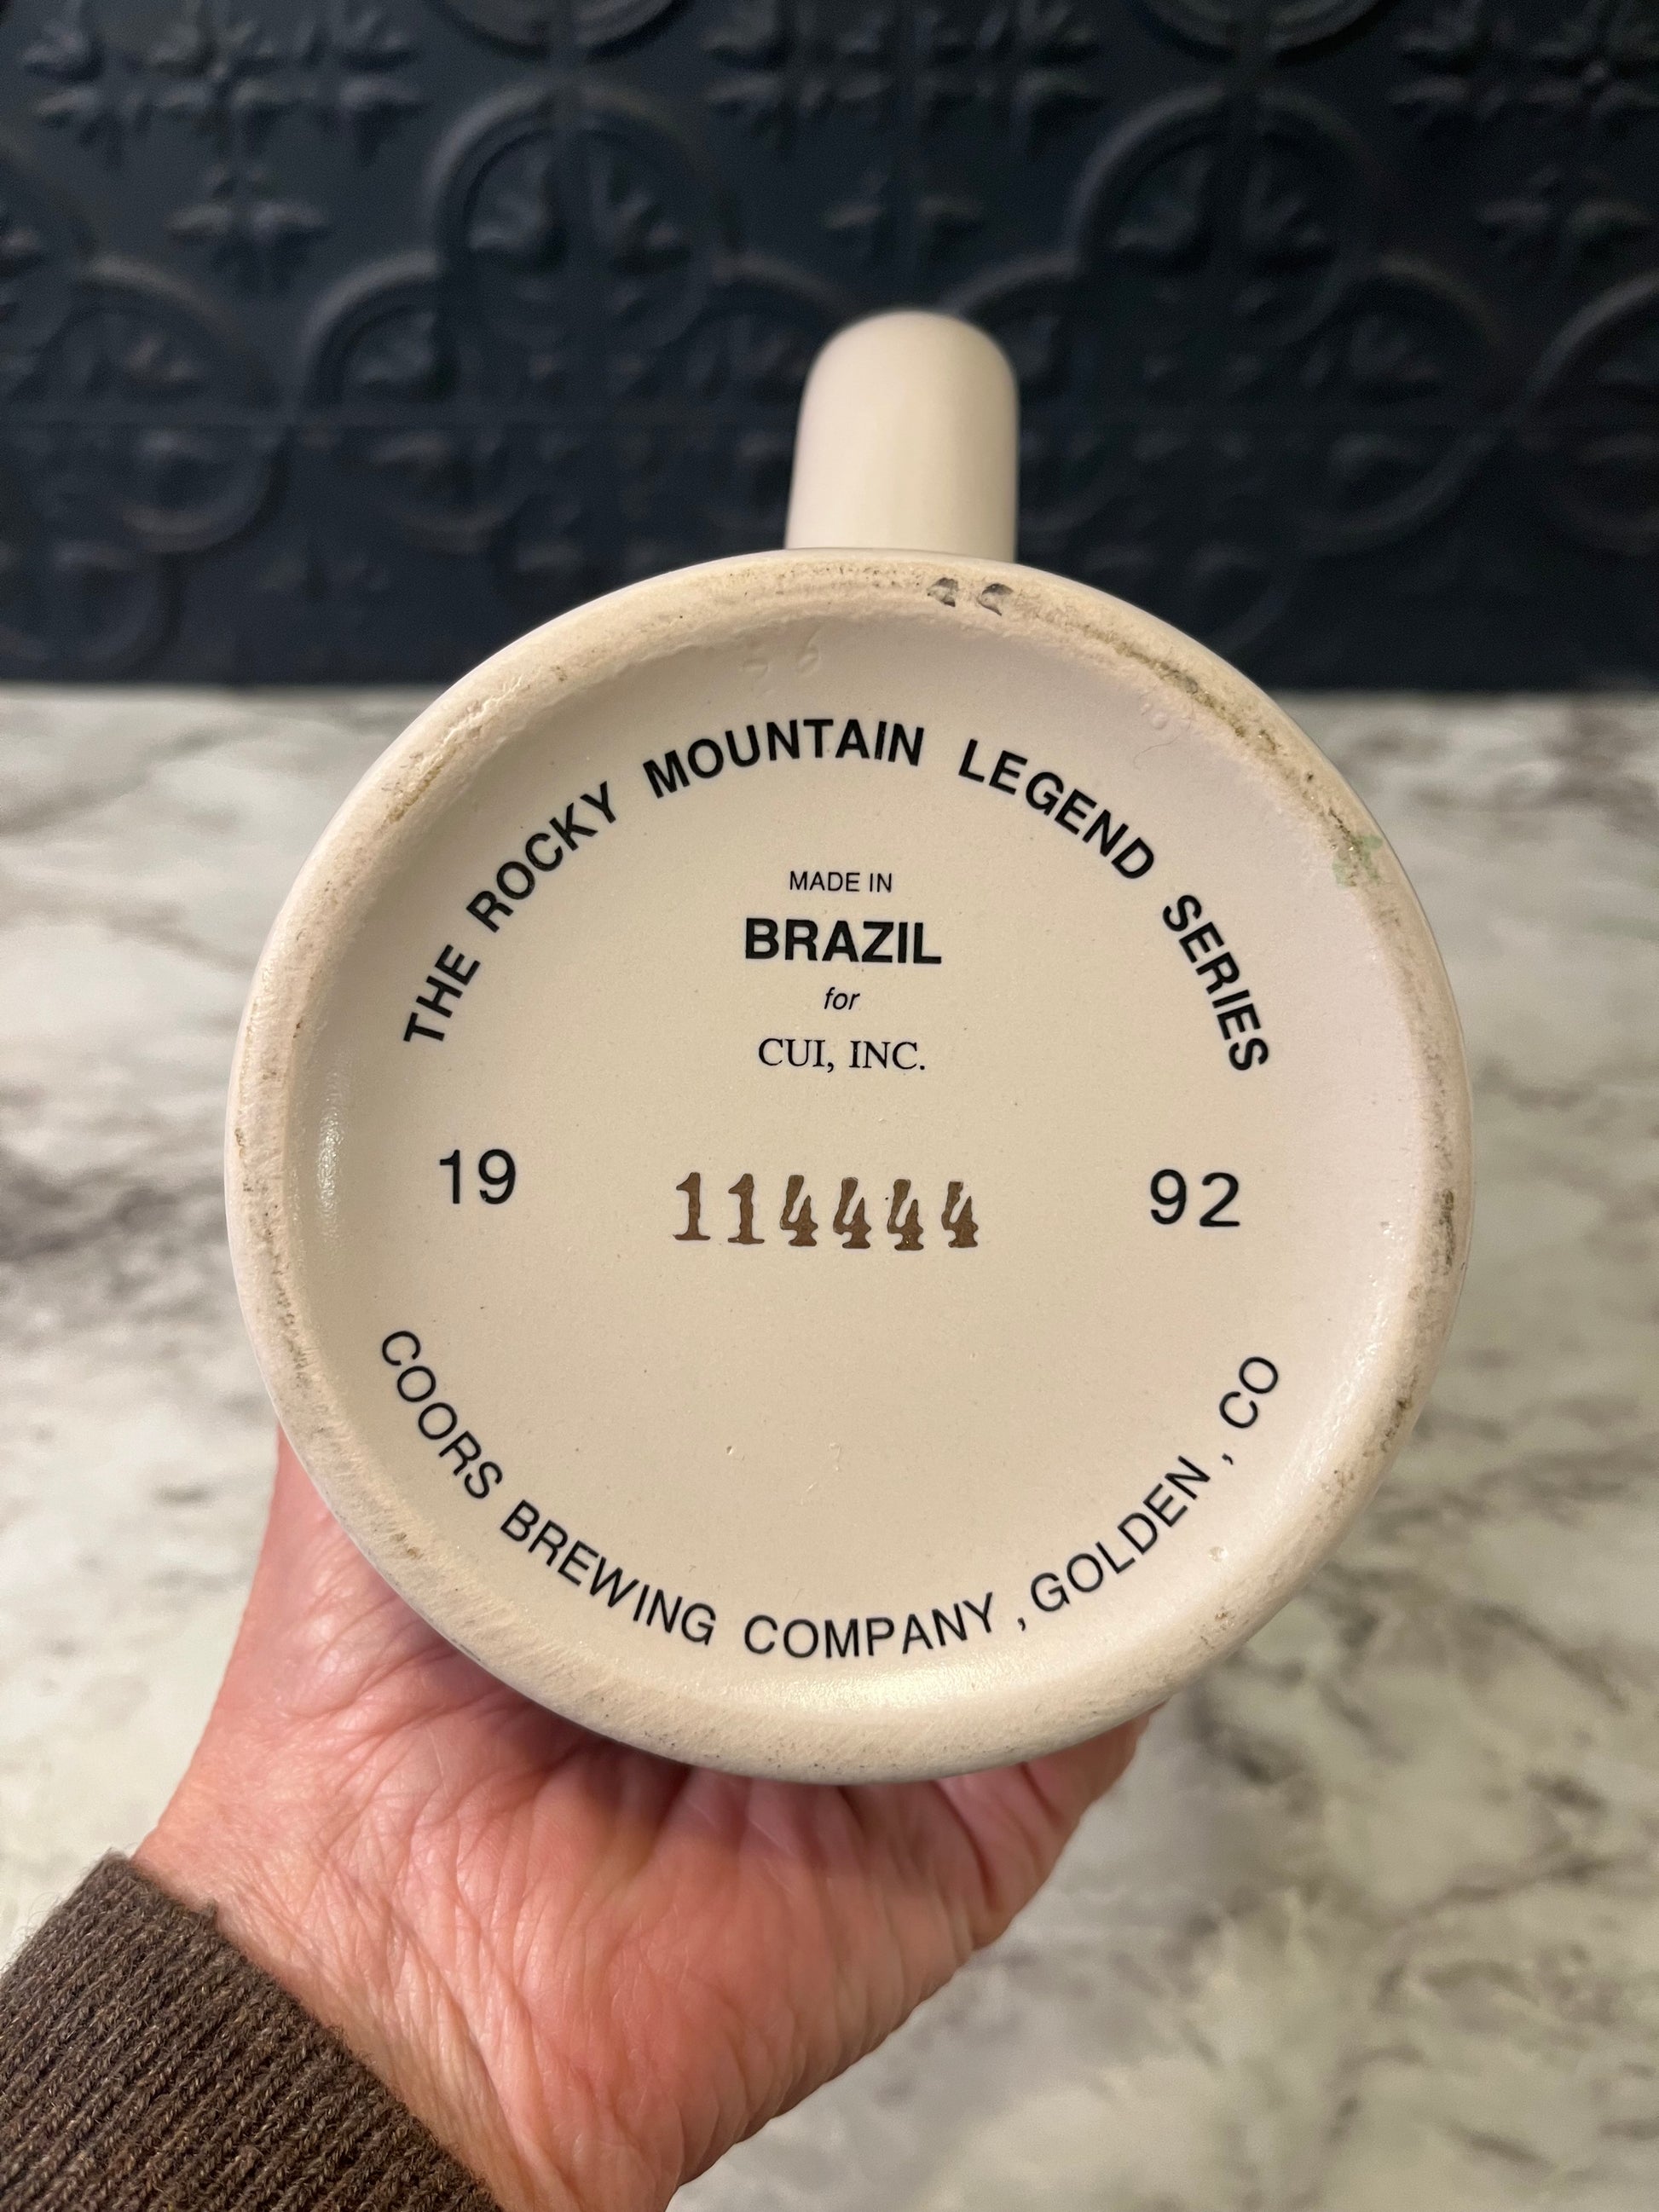 THE ROCKY MOUNTAIN LEGEND SERIES
MADE IN
BRAZIL
for
CUI, INC.
19 114444 92
COORS BREWING COMPANY, GOLDEN, CO